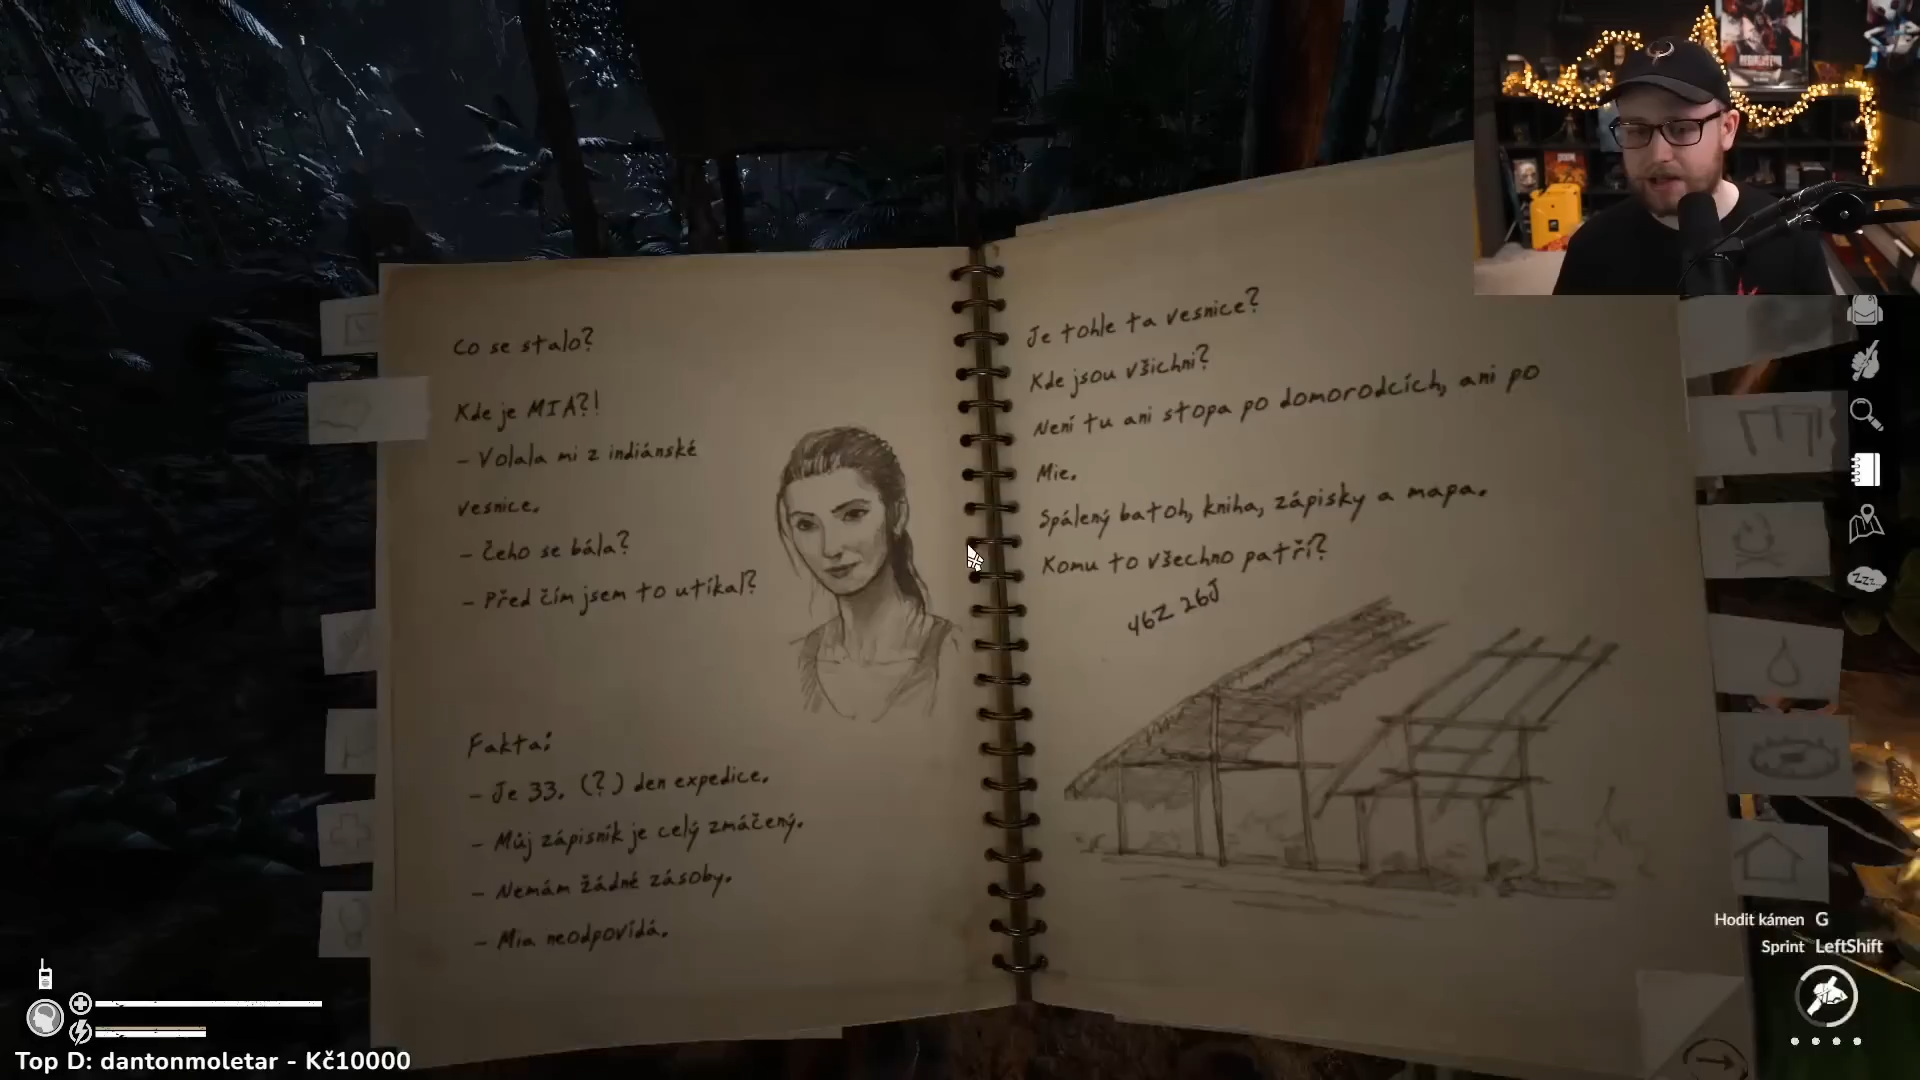 Co se stalo?
Kde je MIA?!
- Volala mi z indiánské
vesnice.
- Čeho se bála?
- Před čím jsem to utíkal?
Fakta:
- Je 33. (?) den expedice.
- Můj zápisník je celý zmáčený.
- Nemám žádné zásoby.
- Mia neodpovídá.
Je tohle ta vesnice?
Kde jsou všichni?
Není tu ani stopa po domorodcích, ani po
Mie.
Spálený batoh, kniha, zápisky a mapa.
Komu to všechno patří?
46Z 26J
Zzz
Hodit kámen G
Sprint LeftShift
Top D: dantonmoletar - Kč10000